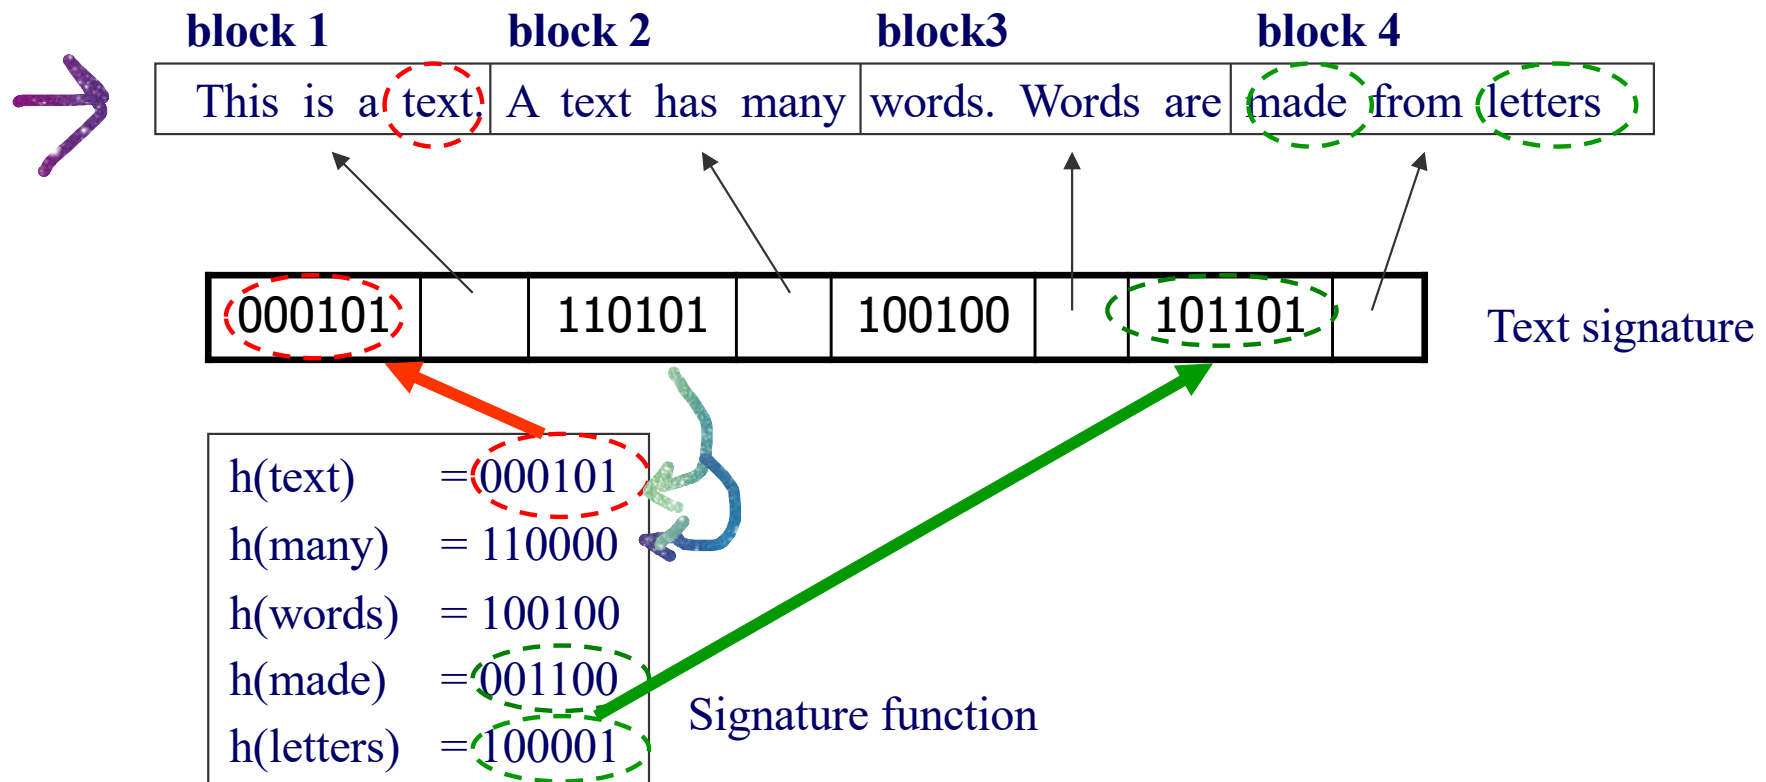 block 1 block 2 block3 block 4
This is a text. A text has many words. Words are made from letters
000101 110101 100100 101101
Text signature
h(text) = 000101
h(many) = 110000
h(words) = 100100
h(made) = 001100
Signature function
h(letters) = 100001